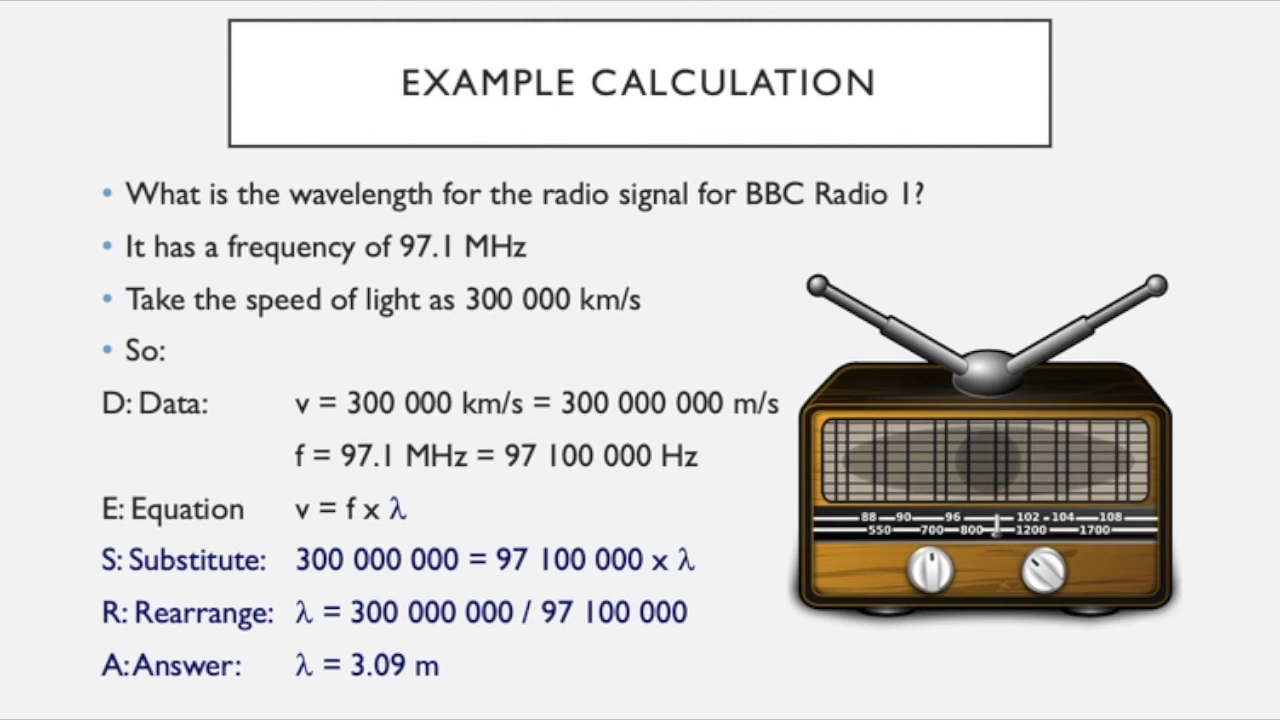 EXAMPLE CALCULATION
• What is the wavelength for the radio signal for BBC Radio 1?
• It has a frequency of 97.1 MHz
• Take the speed of light as 300 000 km/s
• So:
D: Data: v = 300 000 km/s = 300 000 000 m/s
f = 97.1 MHz = 97 100 000 Hz
E: Equation v = f x λ
S: Substitute: 300 000 000 = 97 100 000 x λ
R: Rearrange: λ = 300 000 000 / 97 100 000
A: Answer: λ = 3.09 m
88 90 96 102 104 108
550 700 800 1200 1700